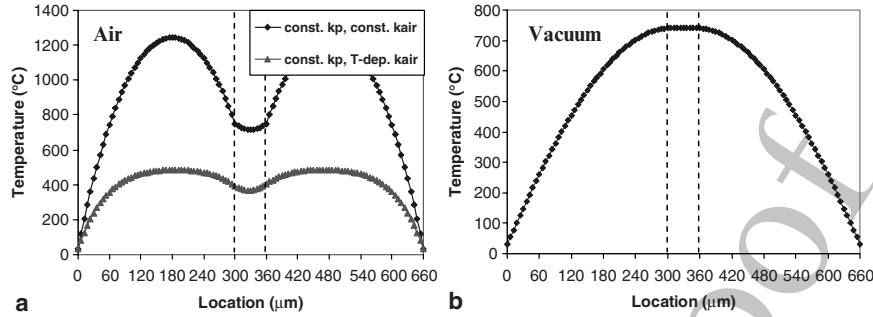 1400
1200
1000
800
600
400
200
0
Temperature (°C)
Air
const. kp, const. kair
const. kp, T-dep. kair
0 60 120 180 240 300 360 420 480 540 600 660
Location (μm)
a
800
700
600
500
400
300
200
100
0
Temperature (°C)
Vacuum
0 60 120 180 240 300 360 420 480 540 600 660
Location (μm)
b
oof